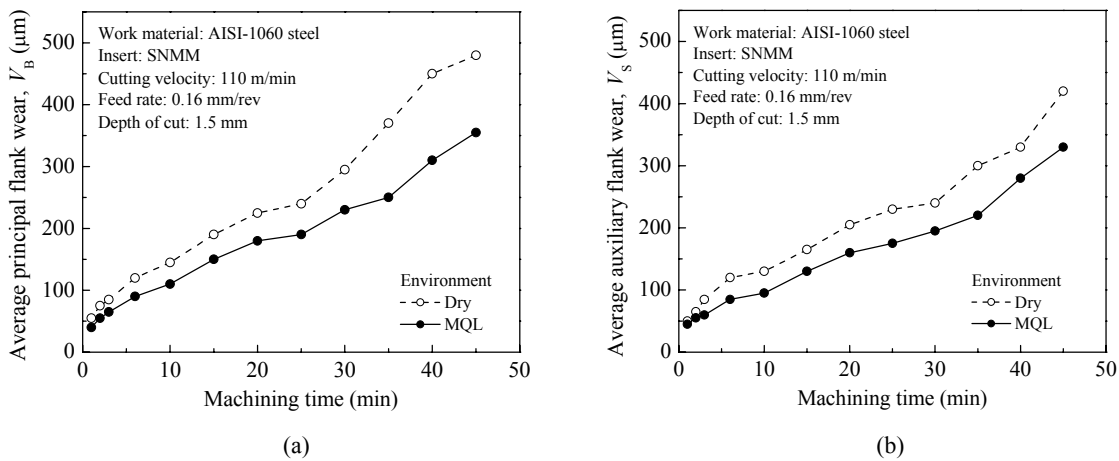 Average principal flank wear, VB (μm)
500
400
300
200
100
0
Work material: AISI-1060 steel
Insert: SNMM
Cutting velocity: 110 m/min
Feed rate: 0.16 mm/rev
Depth of cut: 1.5 mm
Environment
Dry
MQL
0 10 20 30 40 50
Machining time (min)
(a)
Average auxiliary flank wear, VS (μm)
500
400
300
200
100
0
Work material: AISI-1060 steel
Insert: SNMM
Cutting velocity: 110 m/min
Feed rate: 0.16 mm/rev
Depth of cut: 1.5 mm
Environment
Dry
MQL
0 10 20 30 40 50
Machining time (min)
(b)